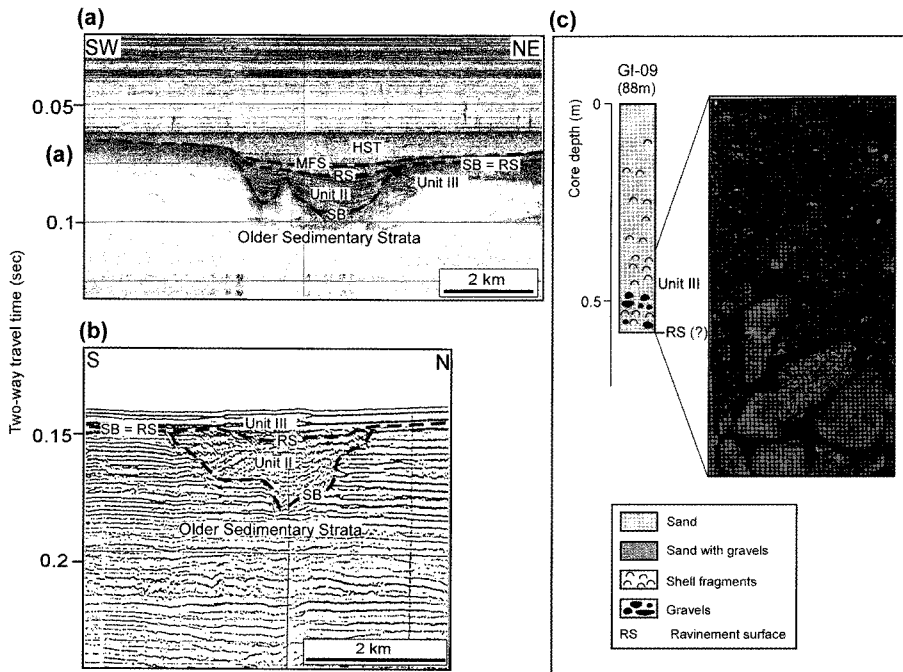 (a)
SW
NE
0.05
HST
(a)
MFS
SB = RS
RS
Unit III
Unit II
0.1
SB
Older Sedimentary Strata
2 km
Two-way travel time (sec)
(b)
S
N
SB = RS
Unit III
0.15
RS
Unit II
SB
Older Sedimentary Strata
0.2
2 km
(c)
GI-09
(88m)
0
Core depth (m)
Unit III
0.5
RS (?)
Sand
Sand with gravels
Shell fragments
Gravels
RS Ravinement surface